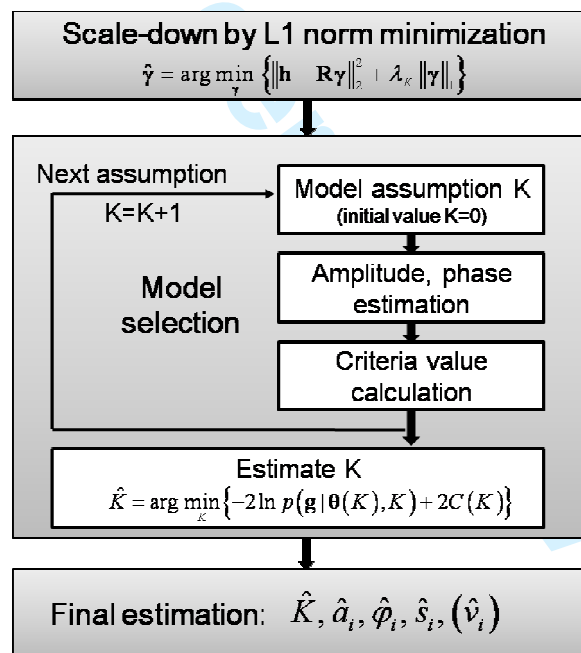 Scale-down by L1 norm minimization
γ̂ = arg min_γ {‖h   Rγ‖₂² + λ_K ‖γ‖₁}
Next assumption
K=K+1
Model selection
Model assumption K
(initial value K=0)
Amplitude, phase
estimation
Criteria value
calculation
Estimate K
K̂ = arg min_K {−2 ln p(g | θ(K), K) + 2C(K)}
Final estimation: K̂, â_i, φ̂_i, ŝ_i, (v̂_i)